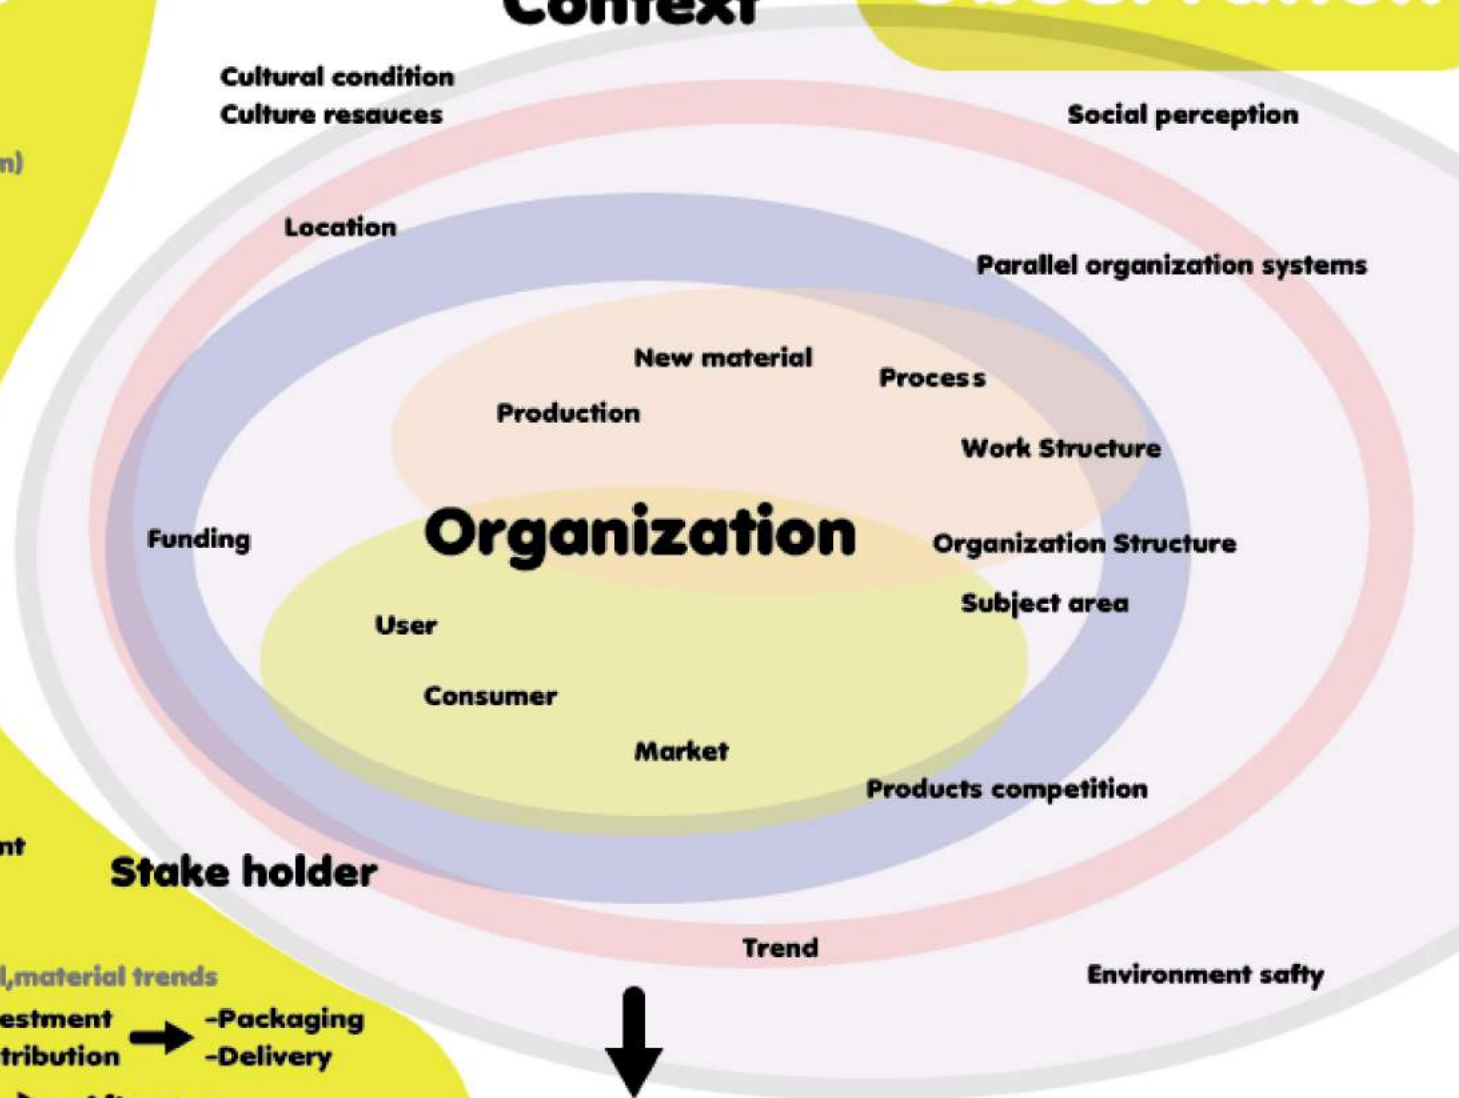 Context
Observation
Cultural condition
Culture resauces
Social perception
m)
Location
Parallel organization systems
New material
Process
Production
Work Structure
Organization
Funding
Organization Structure
Subject area
User
Consumer
Market
Products competition
nt
Stake holder
Trend
l,material trends
Environment safty
estment
-Packaging
tribution
-Delivery